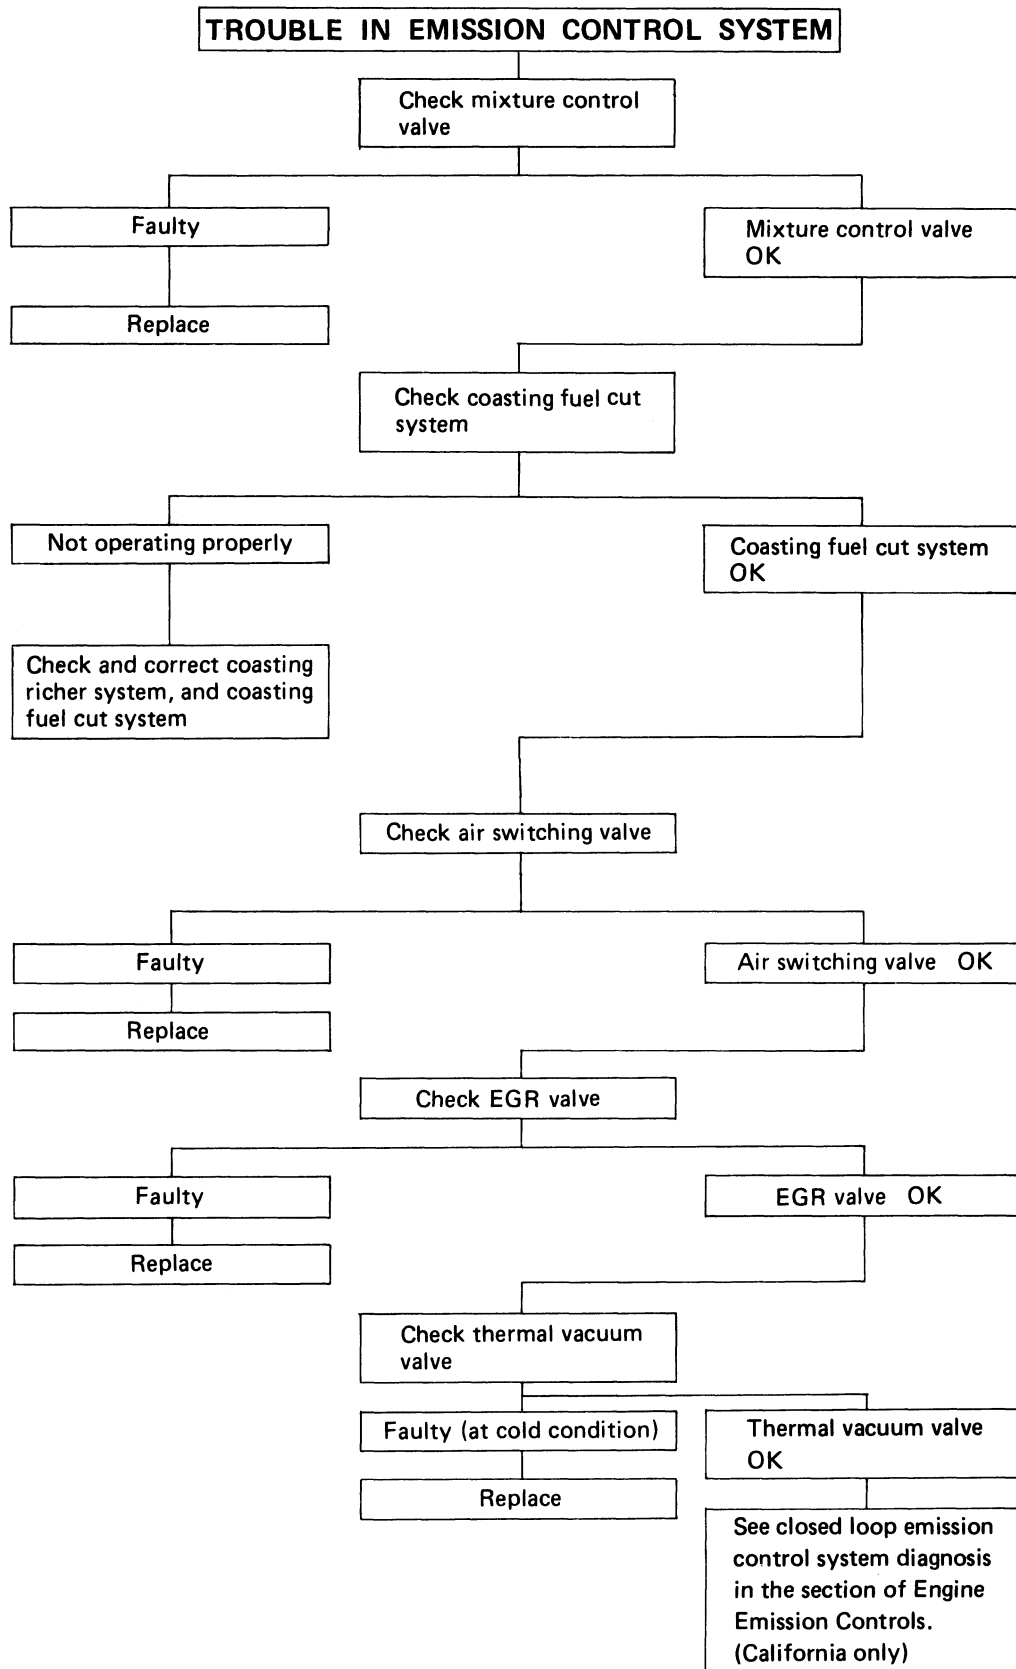 TROUBLE IN EMISSION CONTROL SYSTEM
Check mixture control
valve
Faulty
Mixture control valve
OK
Replace
Check coasting fuel cut
system
Not operating properly
Coasting fuel cut system
OK
Check and correct coasting
richer system, and coasting
fuel cut system
Check air switching valve
Faulty
Air switching valve OK
Replace
Check EGR valve
Faulty
EGR valve OK
Replace
Check thermal vacuum
valve
Faulty (at cold condition)
Thermal vacuum valve
OK
Replace
See closed loop emission
control system diagnosis
in the section of Engine
Emission Controls.
(California only)